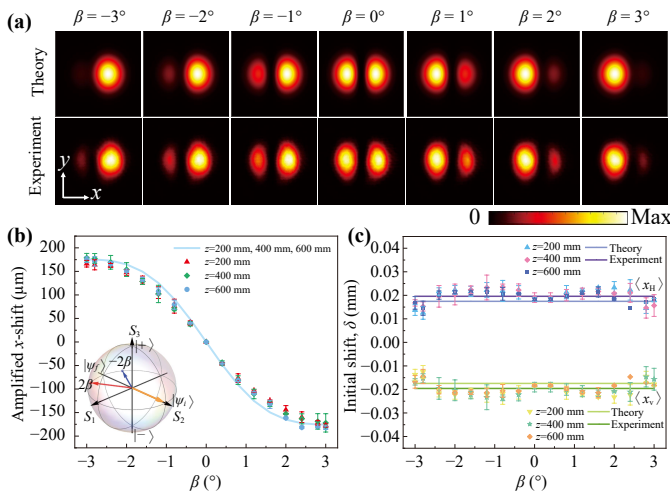 (a) β = −3° β = −2° β = −1° β = 0° β = 1° β = 2° β = 3°
Theory
Experiment
y
x
0 Max
(b)
z=200 mm, 400 mm, 600 mm
z=200 mm
z=400 mm
z=600 mm
Amplified x-shift (μm)
200
150
100
50
0
−50
−100
−150
−200
S₃
|+⟩
|ψf⟩
−2β
2β
|ψi⟩
S₁
S₂
|−⟩
−3 −2 −1 0 1 2 3
β (°)
(c)
z=200 mm
z=400 mm
z=600 mm
Theory
Experiment
⟨xH⟩
Initial shift, δ (mm)
0.04
0.03
0.02
0.01
0.00
−0.01
−0.02
−0.03
−0.04
⟨xv⟩
z=200 mm
z=400 mm
z=600 mm
Theory
Experiment
−3 −2 −1 0 1 2 3
β (°)